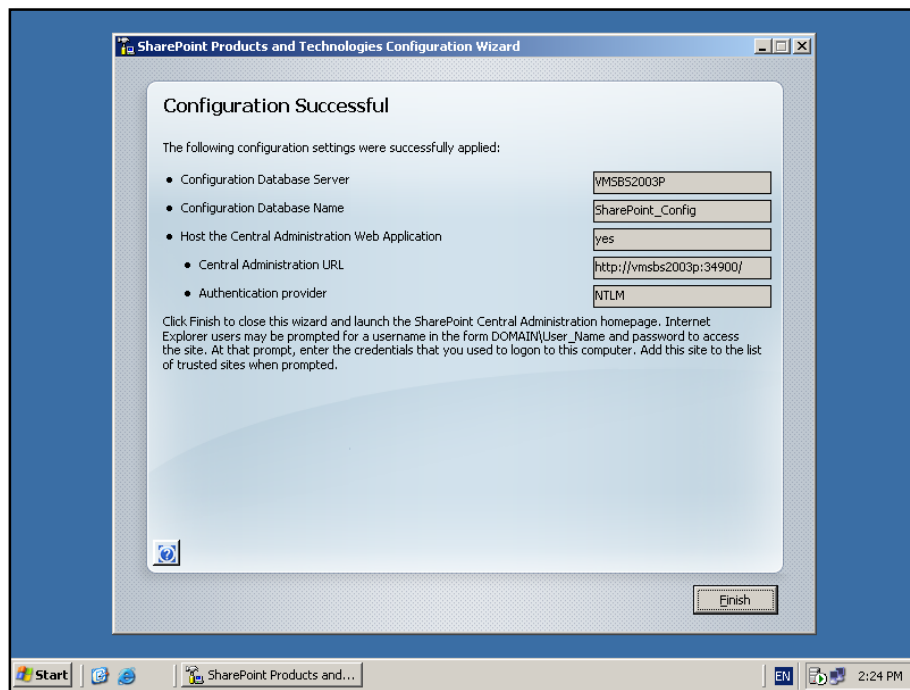 SharePoint Products and Technologies Configuration Wizard
Configuration Successful
The following configuration settings were successfully applied:
Configuration Database Server
VMSBS2003P
Configuration Database Name
SharePoint_Config
Host the Central Administration Web Application
yes
Central Administration URL
http://vmsbs2003p:34900/
Authentication provider
NTLM
Click Finish to close this wizard and launch the SharePoint Central Administration homepage. Internet
Explorer users may be prompted for a username in the form DOMAIN\User_Name and password to access
the site. At that prompt, enter the credentials that you used to logon to this computer. Add this site to the list
of trusted sites when prompted.
Finish
Start
SharePoint Products and...
EN
2:24 PM